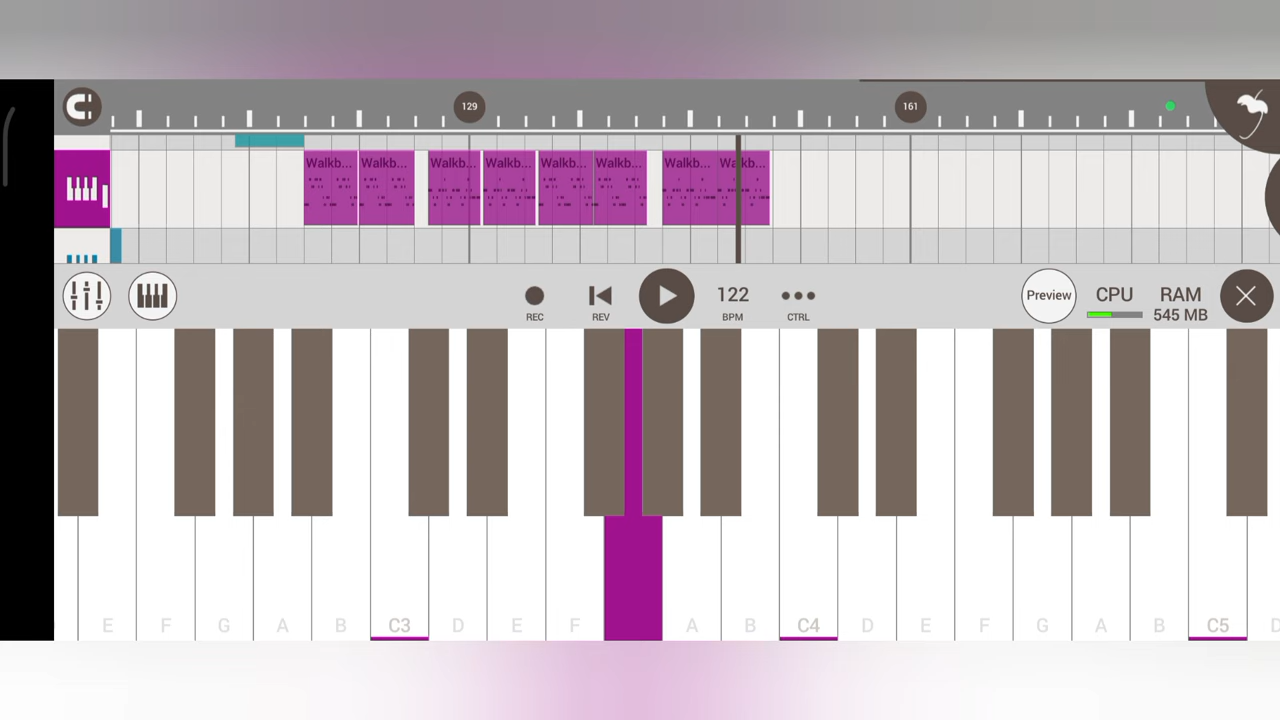 129 161
Walkb... Walkb... Walkb... Walkb... Walkb... Walkb... Walkb... Walkb...
REC REV 122 BPM CTRL Preview CPU RAM 545 MB
E F G A B C3 D E F A B C4 D E F G A B C5 D